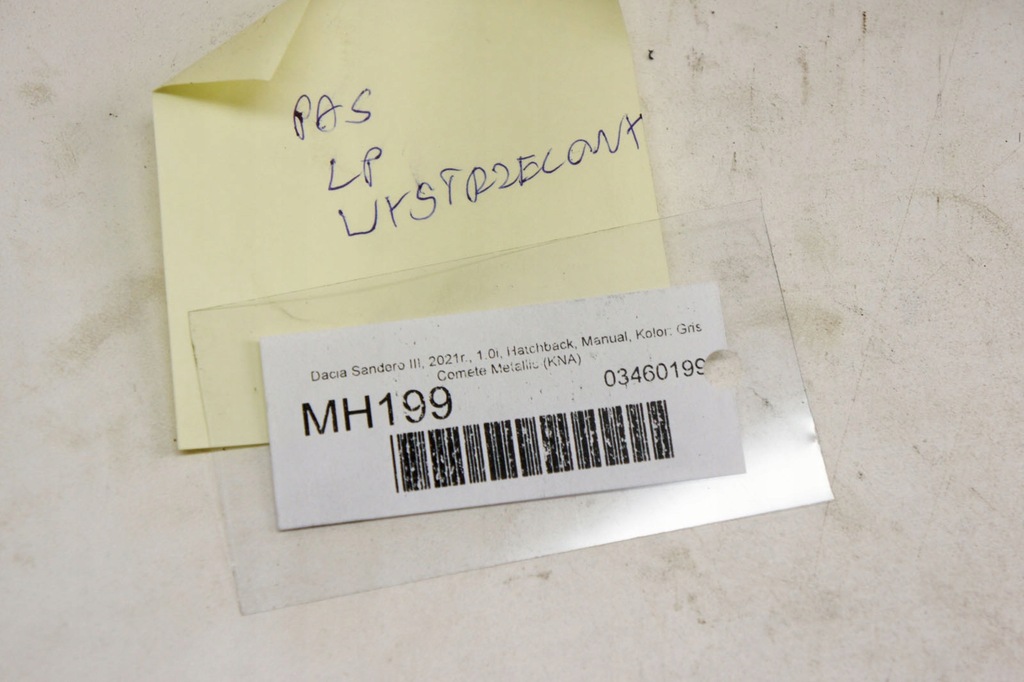 PAS
LP
WYSTRZELONY
Dacia Sandero III, 2021r., 1.0i, Hatchback, Manual, Kolor: Gris
Comete Metallic (KNA)
03460199
MH199